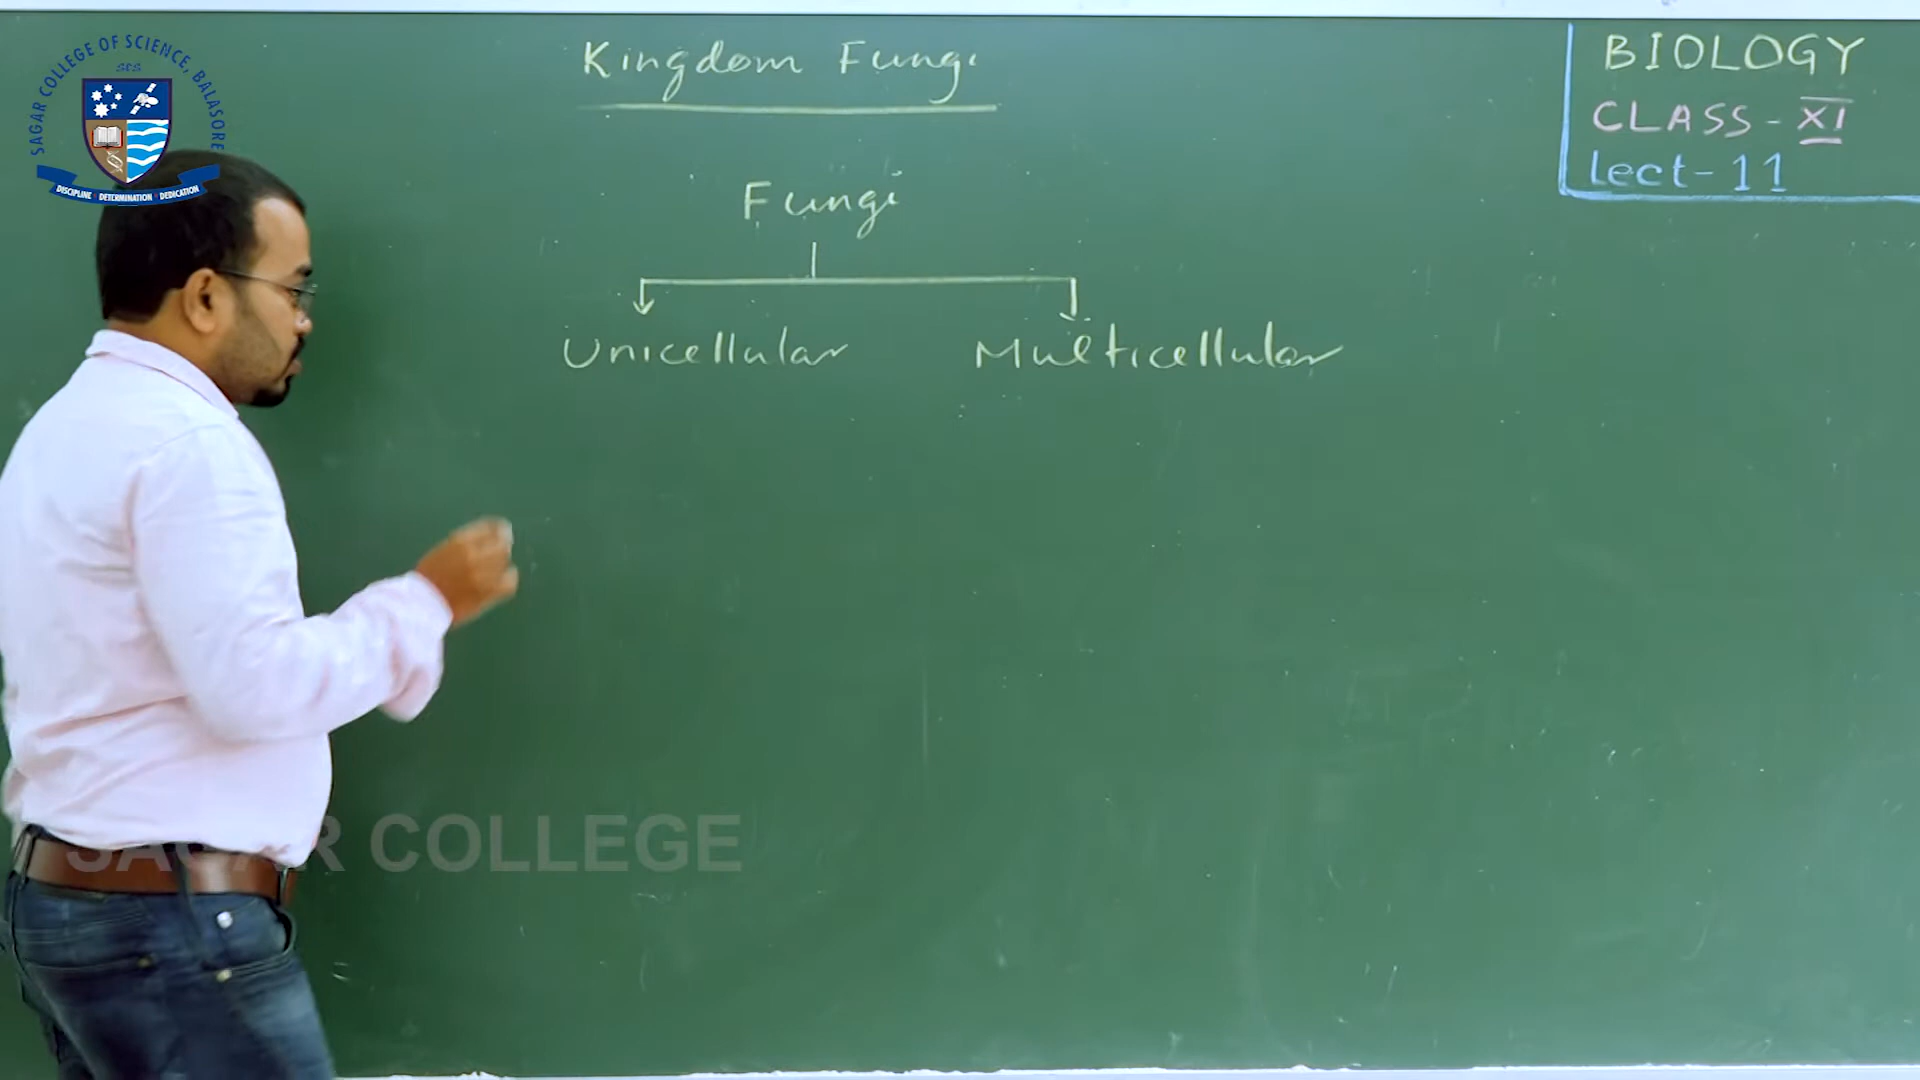 SAGAR COLLEGE OF SCIENCE, BALASORE
SCS
DISCIPLINE DETERMINATION DEDICATION
Kingdom Fungi
BIOLOGY
CLASS - XI
Lect - 11
Fungi
Unicellular Multicellular
SAGAR COLLEGE